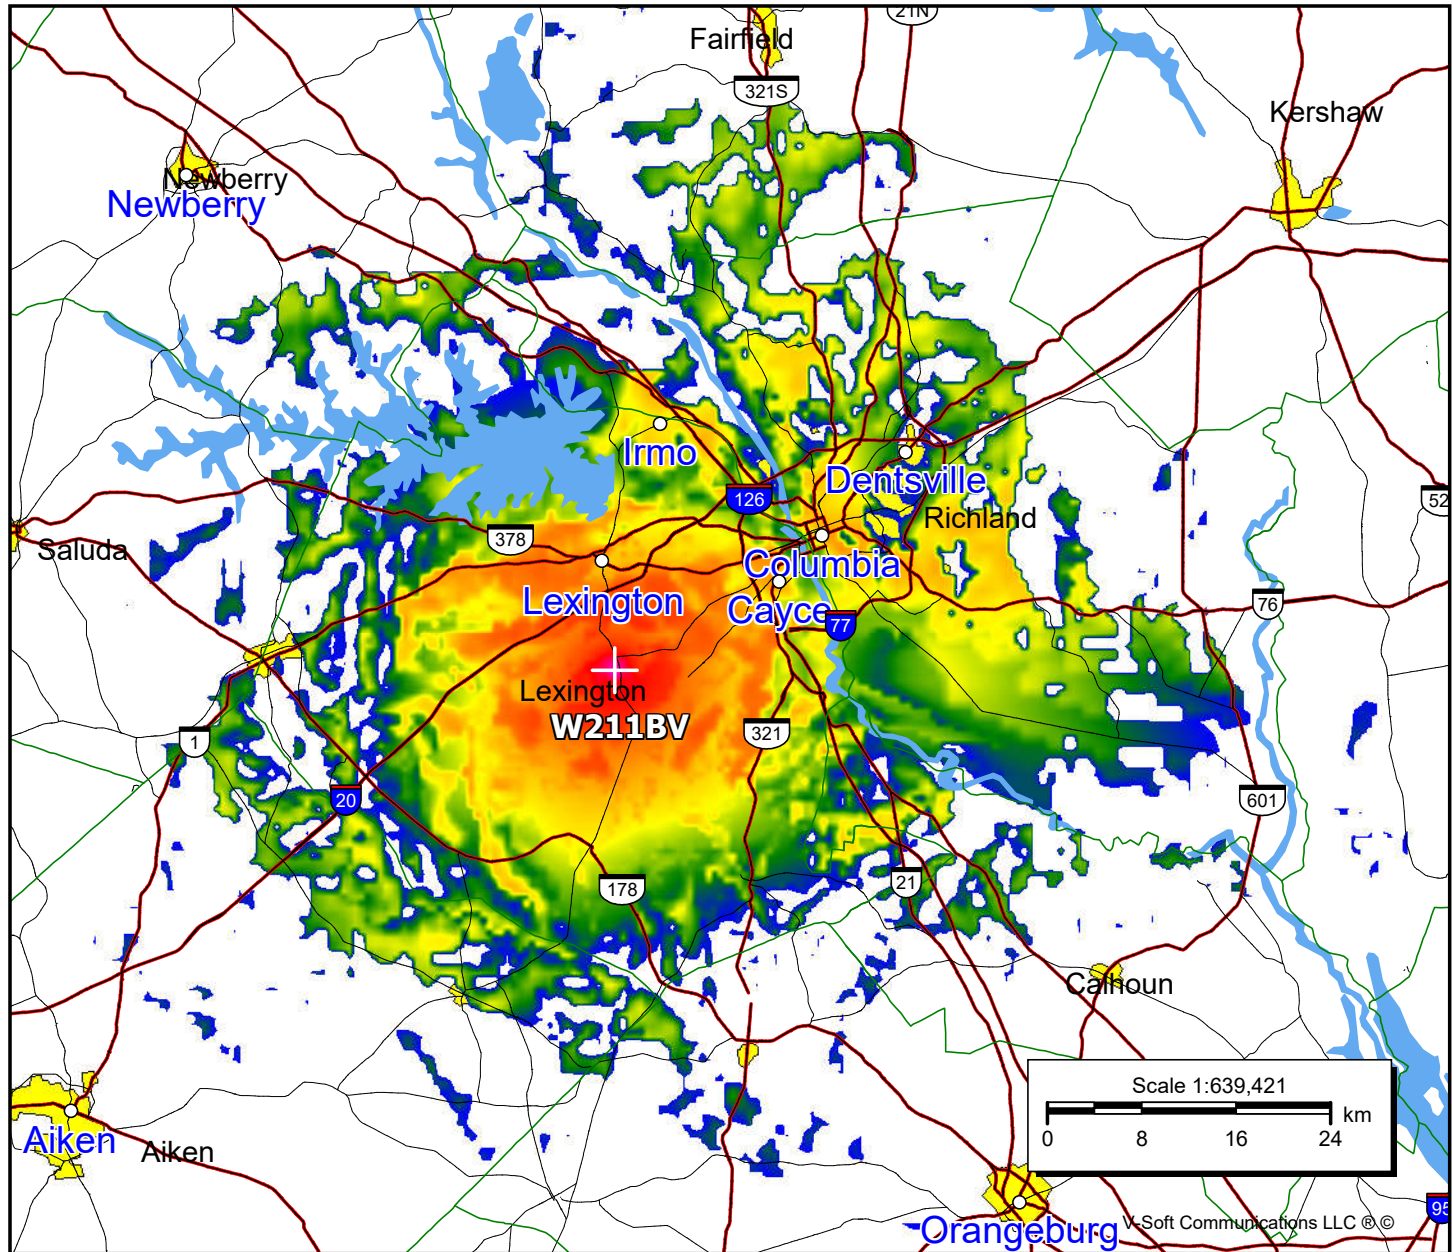 21N
Fairfield
321S
Kershaw
Newberry
Newberry
Irmo
Dentsville
126
52
Richland
378
Saluda
Columbia
Lexington
Cayce
76
77
Lexington
W211BV
321
1
20
601
178
21
Calhoun
Scale 1:639,421
km
0 8 16 24
Aiken
Aiken
95
Orangeburg
V-Soft Communications LLC ® ©